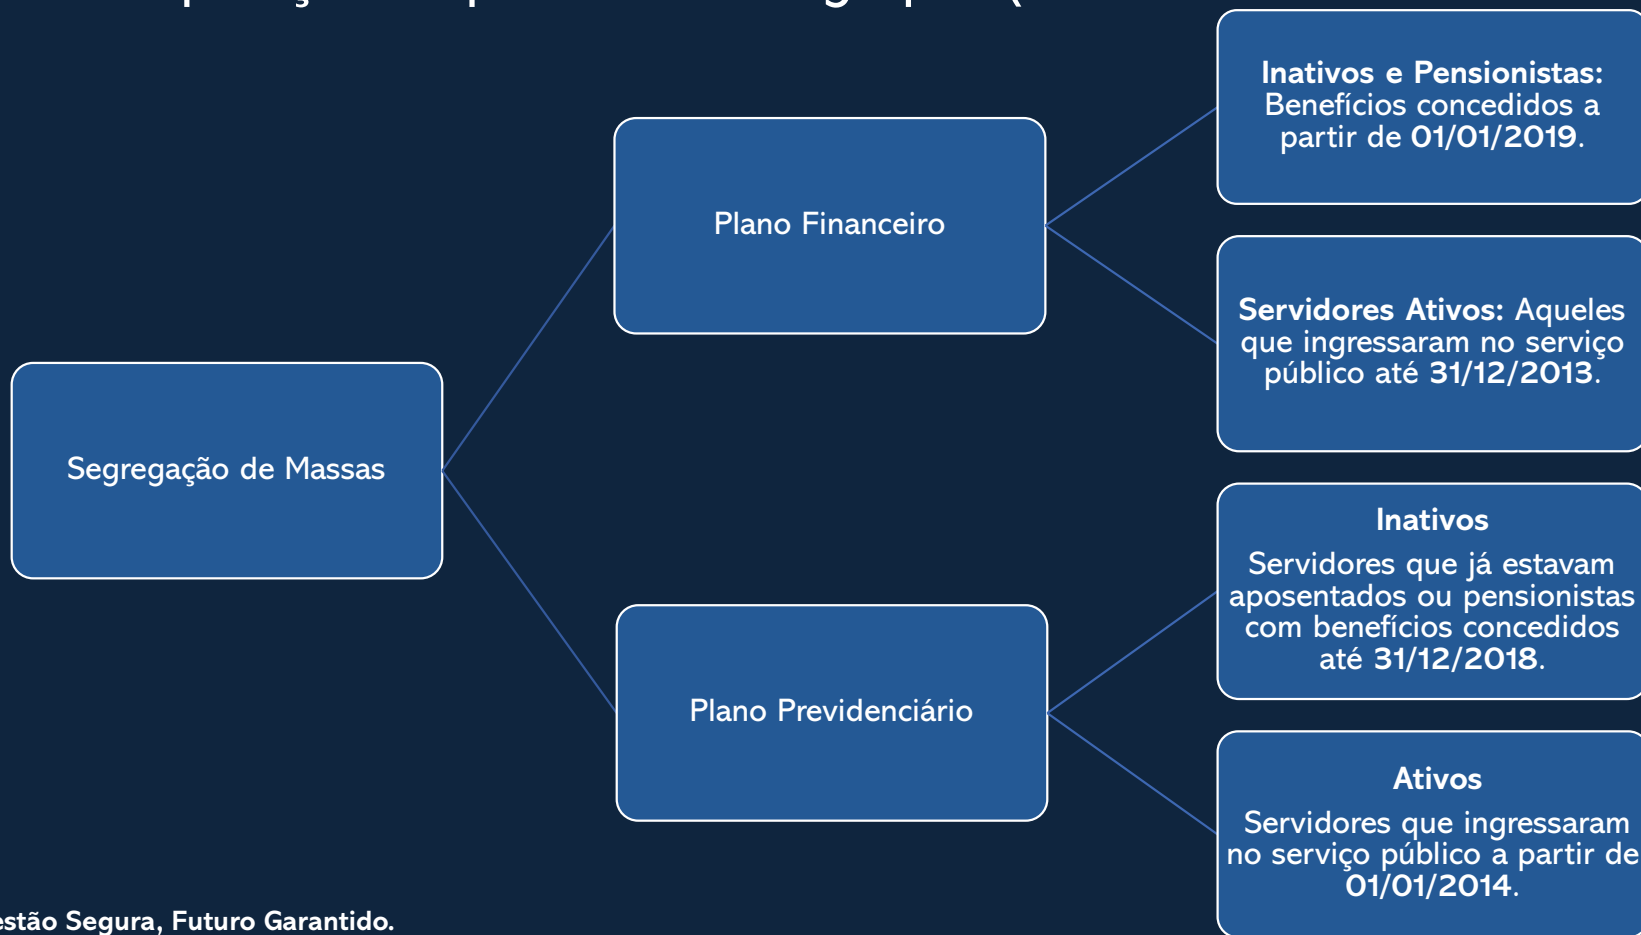 Inativos e Pensionistas:
Benefícios concedidos a
partir de 01/01/2019.
Plano Financeiro
Servidores Ativos: Aqueles
que ingressaram no serviço
público até 31/12/2013.
Segregação de Massas
Inativos
Servidores que já estavam
aposentados ou pensionistas
com benefícios concedidos
até 31/12/2018.
Plano Previdenciário
Ativos
Servidores que ingressaram
no serviço público a partir de
01/01/2014.
estão Segura, Futuro Garantido.